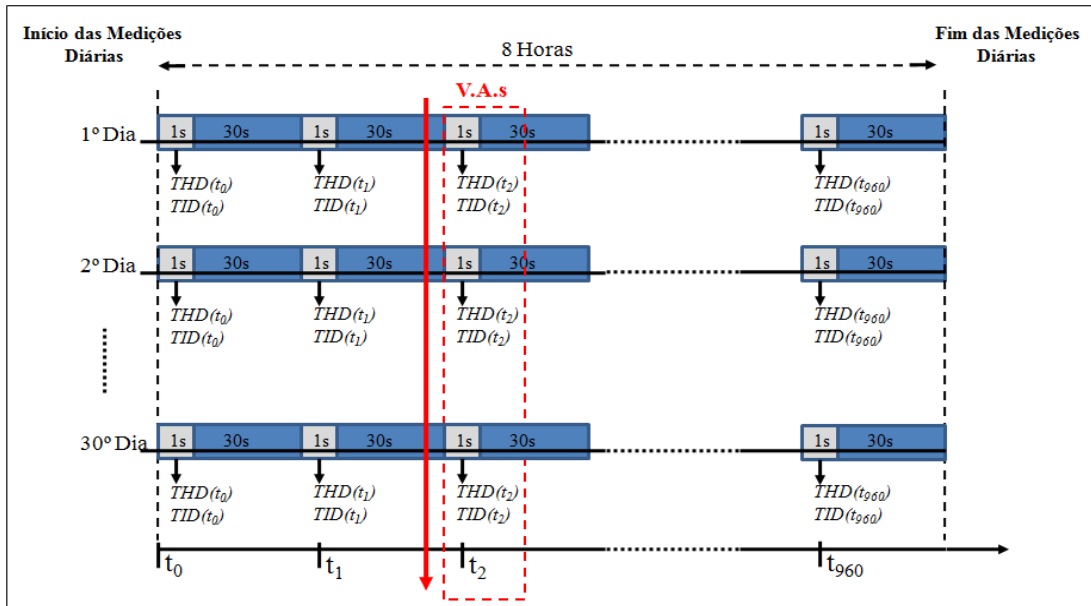 Início das Medições
Diárias
Fim das Medições
Diárias
8 Horas
V.A.s
1º Dia
1s 30s 1s 30s 1s 30s 1s 30s
THD(t0) THD(t1) THD(t2) THD(t960)
TID(t0) TID(t1) TID(t2) TID(t960)
2º Dia
1s 30s 1s 30s 1s 30s 1s 30s
THD(t0) THD(t1) THD(t2) THD(t960)
TID(t0) TID(t1) TID(t2) TID(t960)
30º Dia
1s 30s 1s 30s 1s 30s 1s 30s
THD(t0) THD(t1) THD(t2) THD(t960)
TID(t0) TID(t1) TID(t2) TID(t960)
t0 t1 t2 t960